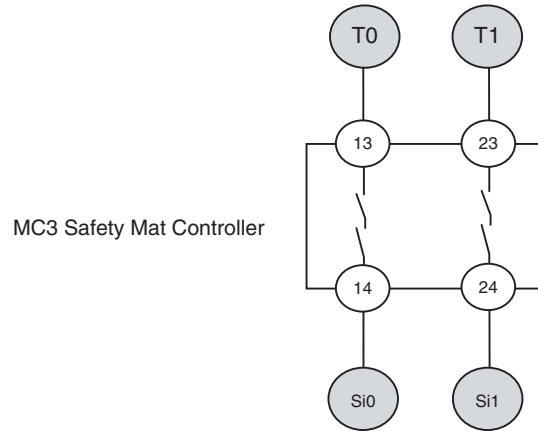 T0 T1
13 23
MC3 Safety Mat Controller
14 24
Si0 Si1